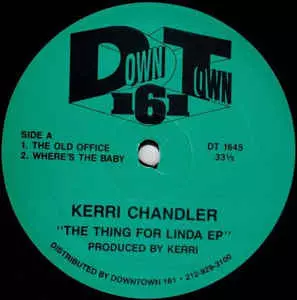 DOWN TOWN
161
SIDE A
1. THE OLD OFFICE
2. WHERE'S THE BABY
DT 1645
33⅓
KERRI CHANDLER
"THE THING FOR LINDA EP"
PRODUCED BY KERRI
DISTRIBUTED BY DOWNTOWN 161 • 212-929-3100